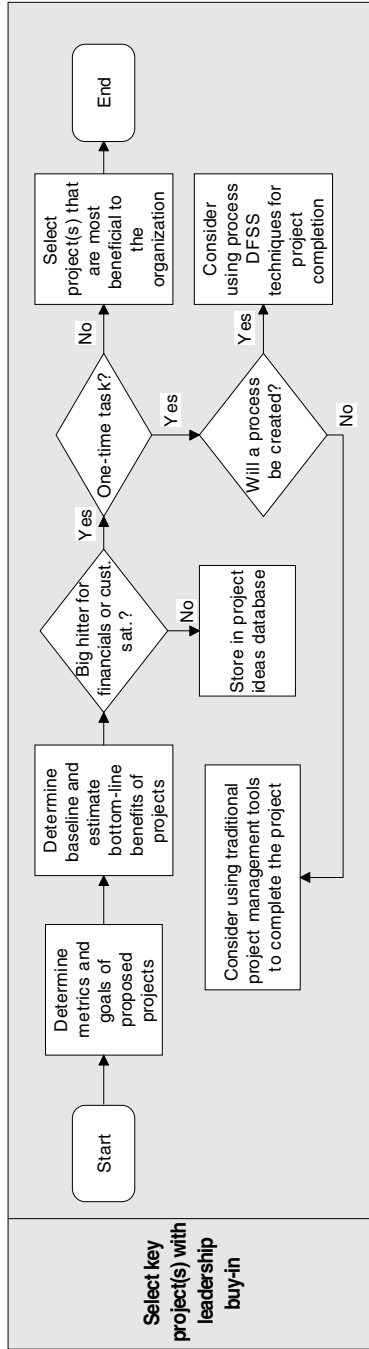 Select key
project(s) with
leadership
buy-in
Start
Determine
metrics and
goals of
proposed
projects
Determine
baseline and
estimate
bottom-line
benefits of
projects
Big hitter for
financials or cust.
sat.?
Yes
No
Store in project
ideas database
One-time task?
No
Yes
Select
project(s) that
are most
beneficial to
the
organization
End
Will a process
be created?
Yes
No
Consider
using process
DFSS
techniques for
project
completion
Consider using traditional
project management tools
to complete the project